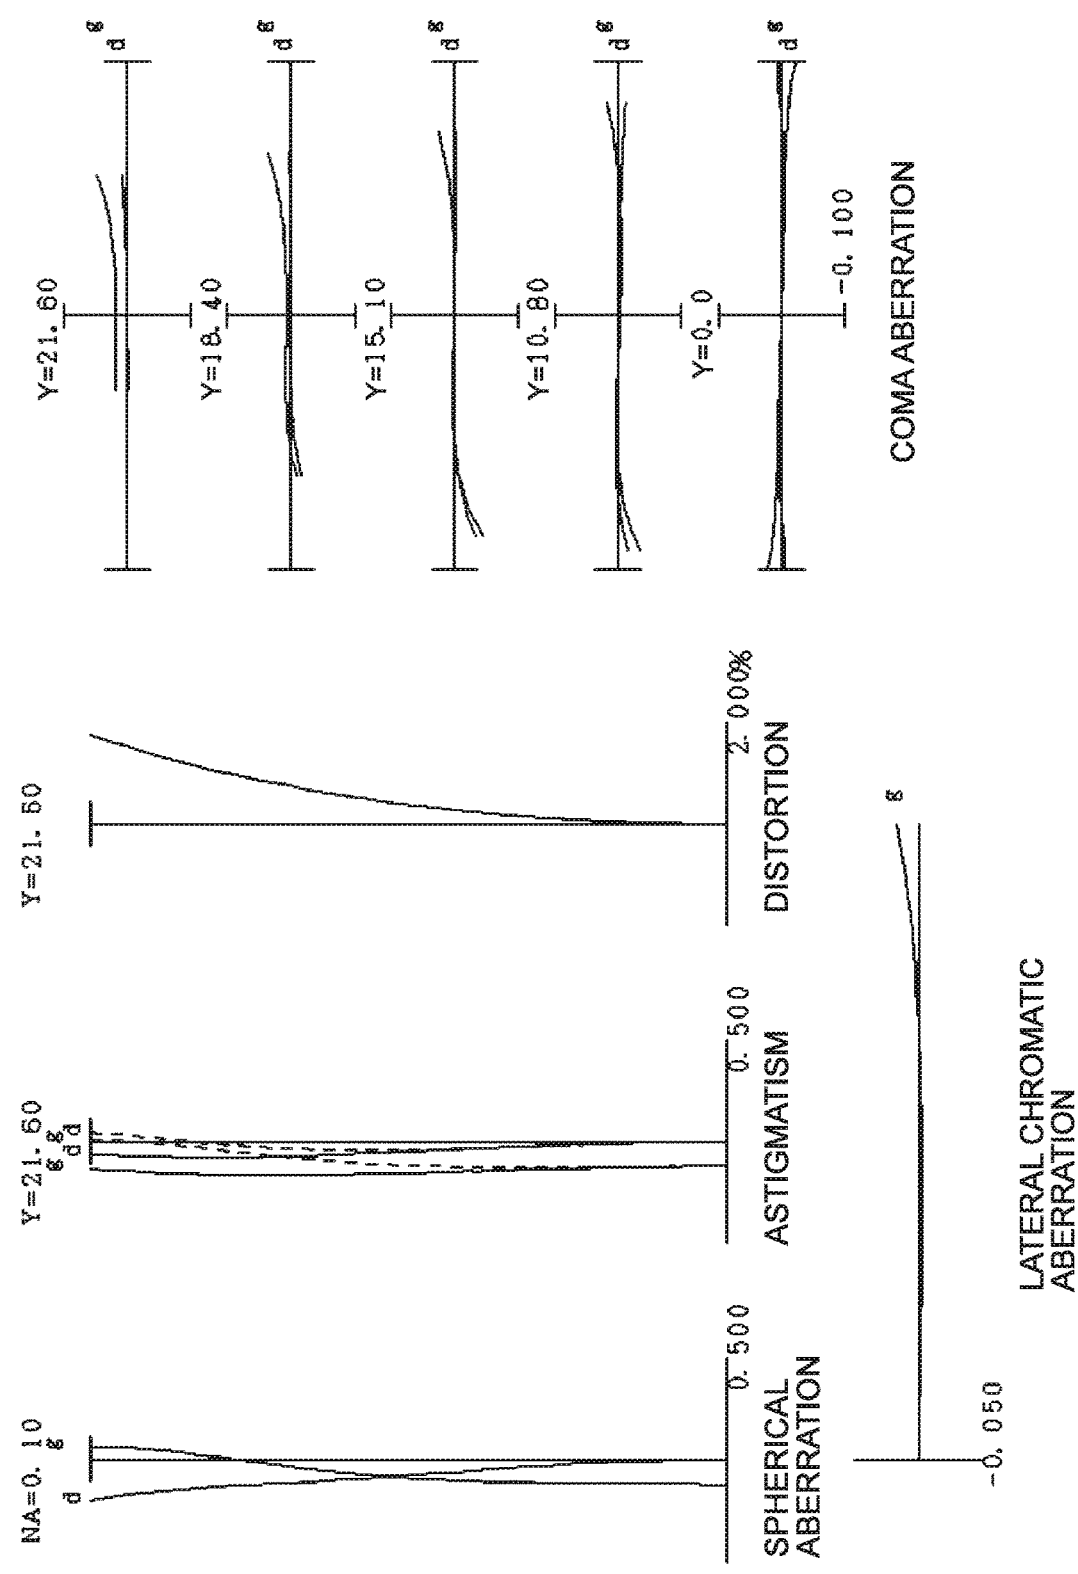 NA=0.10
d
g
0.500
SPHERICAL
ABERRATION
Y=21.60
g
d
g
d
0.500
ASTIGMATISM
Y=21.60
2.000%
DISTORTION
Y=21.60
d
g
Y=18.40
d
g
Y=15.10
d
g
Y=10.80
d
g
Y=0.0
d
g
-0.100
COMA ABERRATION
g
-0.050
LATERAL CHROMATIC
ABERRATION